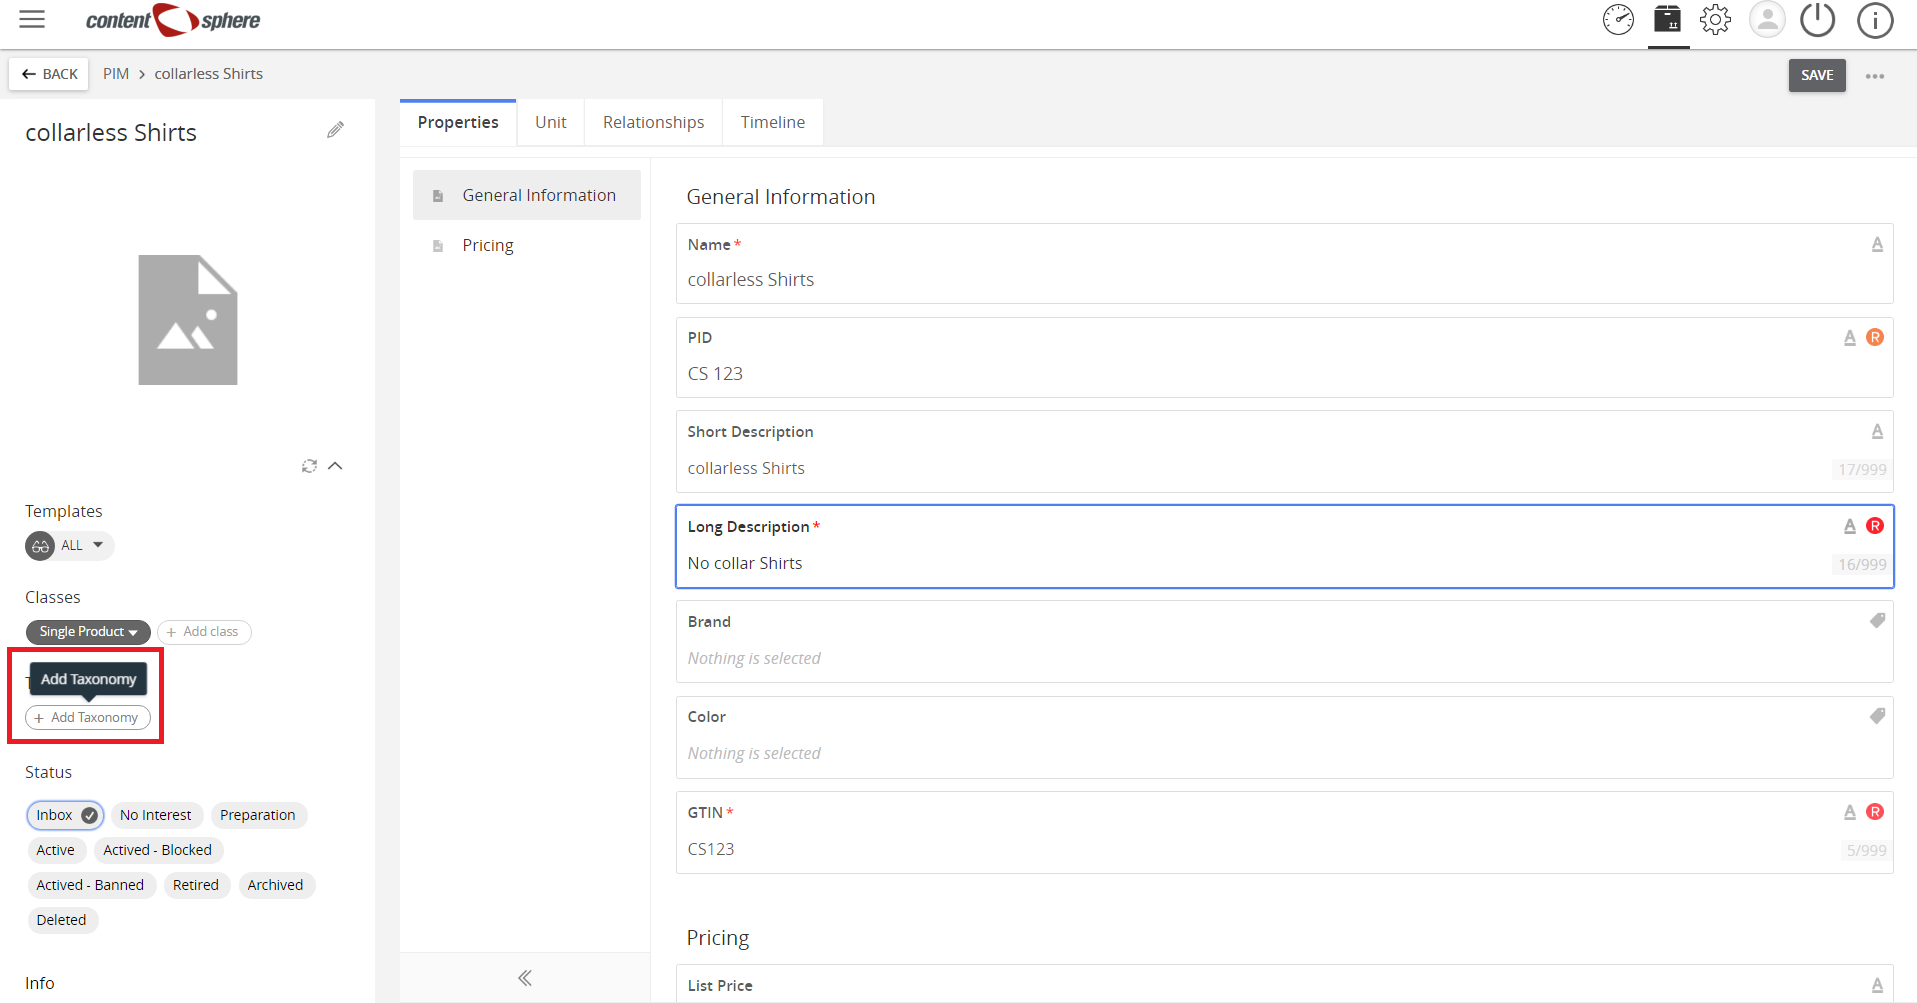 content sphere
BACK PIM > collarless Shirts
SAVE
collarless Shirts
Templates
ALL
Classes
Single Product
+ Add class
Add Taxonomy
+ Add Taxonomy
Status
Inbox No Interest Preparation
Active Actived - Blocked
Actived - Banned Retired Archived
Deleted
Info
Properties Unit Relationships Timeline
General Information
Pricing
General Information
Name *
collarless Shirts
PID
R
CS 123
Short Description
collarless Shirts
17/999
Long Description *
R
No collar Shirts
16/999
Brand
Nothing is selected
Color
Nothing is selected
GTIN *
R
CS123
5/999
Pricing
List Price